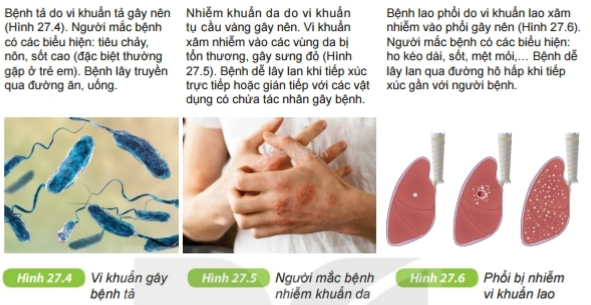 Bệnh tả do vi khuẩn tả gây nên
(Hình 27.4). Người mắc bệnh
có các biểu hiện: tiêu chảy,
nôn, sốt cao (đặc biệt thường
gặp ở trẻ em). Bệnh lây truyền
qua đường ăn, uống.
Nhiễm khuẩn da do vi khuẩn
tụ cầu vàng gây nên. Vi khuẩn
xâm nhiễm vào các vùng da bị
tổn thương, gây sưng đỏ (Hình
27.5). Bệnh dễ lây lan khi tiếp xúc
trực tiếp hoặc gián tiếp với các vật
dụng có chứa tác nhân gây bệnh.
Bệnh lao phổi do vi khuẩn lao xâm
nhiễm vào phổi gây nên (Hình 27.6).
Người mắc bệnh có các biểu hiện:
ho kéo dài, sốt, mệt mỏi,... Bệnh dễ
lây lan qua đường hô hấp khi tiếp
xúc gần với người bệnh.
Hình 27.4 Vi khuẩn gây
bệnh tả
Hình 27.5 Người mắc bệnh
nhiễm khuẩn da
Hình 27.6 Phổi bị nhiễm
vi khuẩn lao